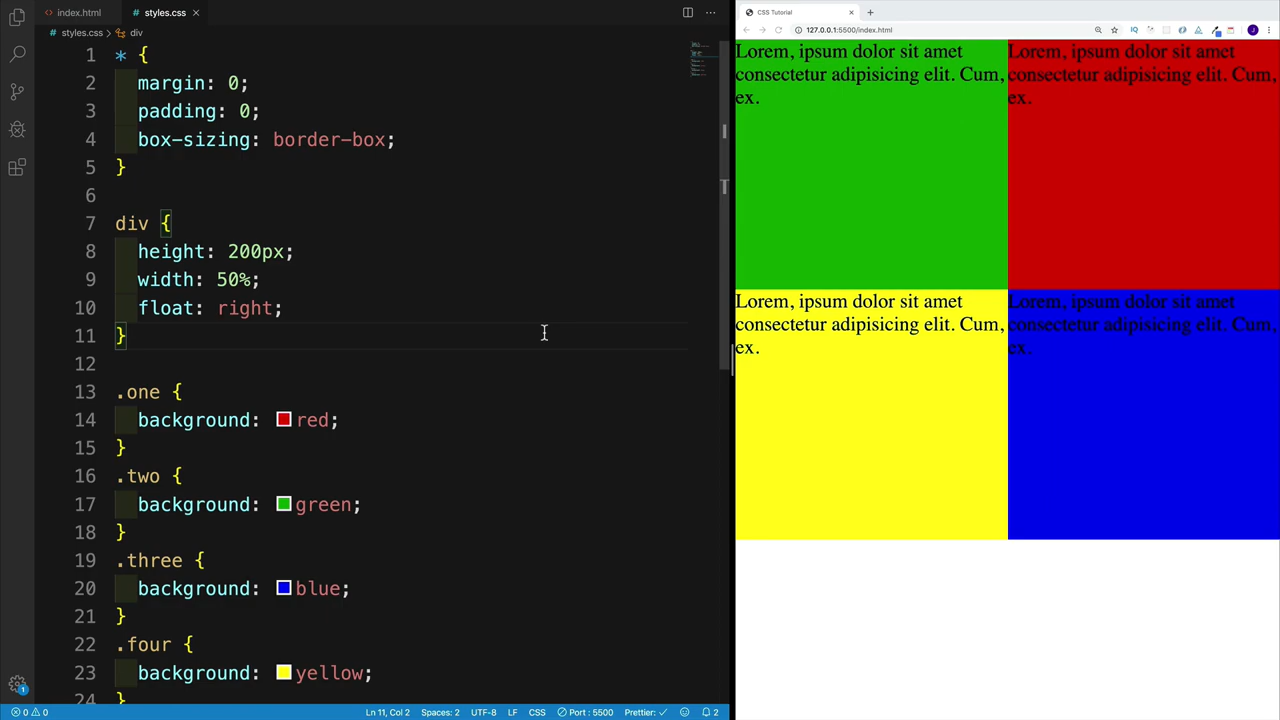 index.html
styles.css
styles.css
div
1 * {
2 margin: 0;
3 padding: 0;
4 box-sizing: border-box;
5 }
6
7 div {
8 height: 200px;
9 width: 50%;
10 float: right;
11 }
12
13 .one {
14 background: red;
15 }
16 .two {
17 background: green;
18 }
19 .three {
20 background: blue;
21 }
22 .four {
23 background: yellow;
24 }
0 0
Ln 11, Col 2
Spaces: 2
UTF-8
LF
CSS
Port : 5500
Prettier:
2
1
CSS Tutorial
127.0.0.1:5500/index.html
IQ
J
Lorem, ipsum dolor sit amet
consectetur adipisicing elit. Cum,
ex.
Lorem, ipsum dolor sit amet
consectetur adipisicing elit. Cum,
ex.
Lorem, ipsum dolor sit amet
consectetur adipisicing elit. Cum,
ex.
Lorem, ipsum dolor sit amet
consectetur adipisicing elit. Cum,
ex.